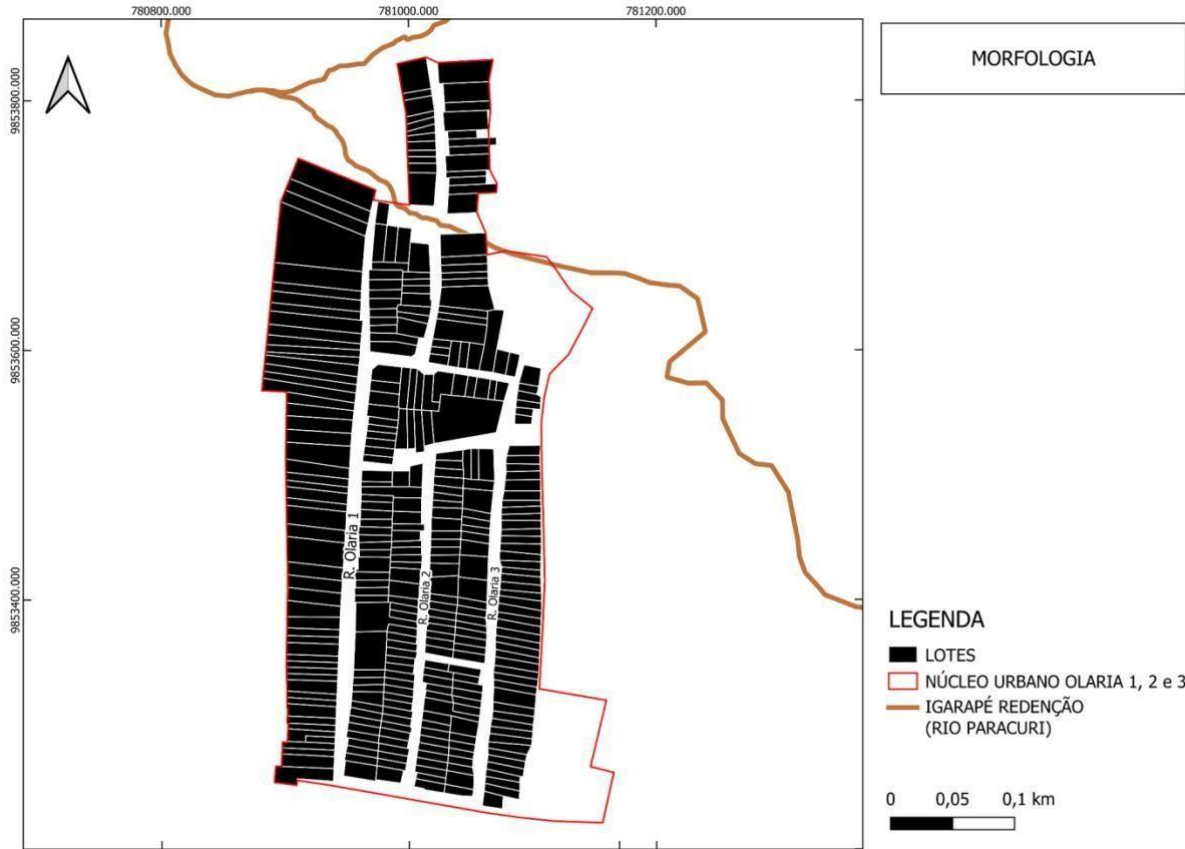 780800.000
781000.000
781200.000
MORFOLOGIA
9853800.000
9853600.000
9853400.000
R. Olaria 1
R. Olaria 2
R. Olaria 3
LEGENDA
LOTES
NÚCLEO URBANO OLARIA 1, 2 e 3
IGARAPÉ REDENÇÃO
(RIO PARACURI)
0 0,05 0,1 km